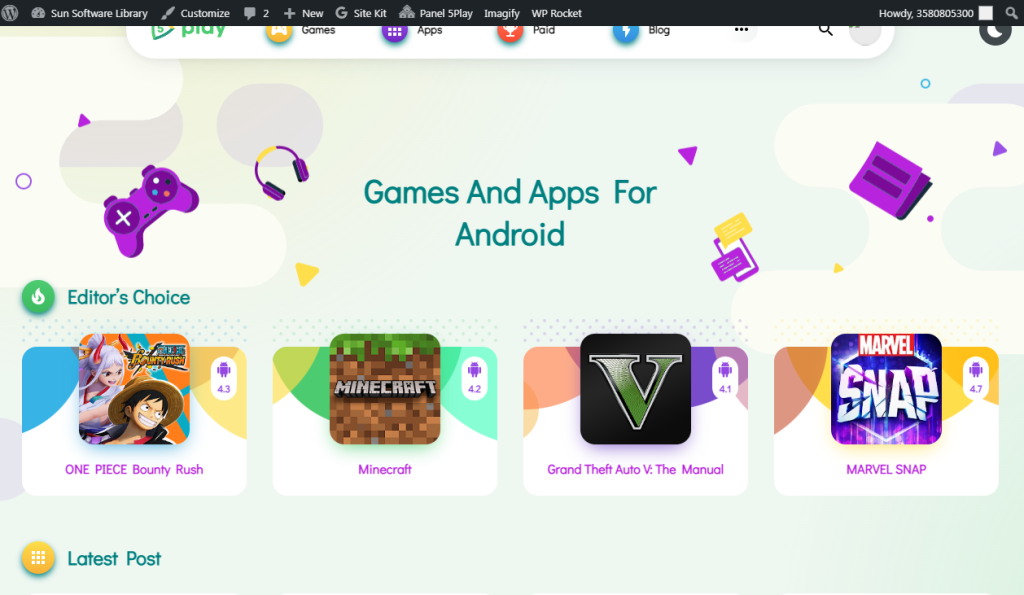 Sun Software Library Customize 2 New Site Kit Panel 5Play Imagify WP Rocket Howdy, 3580805300
5 play Games Apps Paid Blog
Games And Apps For
Android
Editor's Choice
ONE PIECE
BOUNTY RUSH
4.3
ONE PIECE Bounty Rush
MINECRAFT
4.2
Minecraft
V
4.1
Grand Theft Auto V: The Manual
MARVEL
SNAP
4.7
MARVEL SNAP
Latest Post